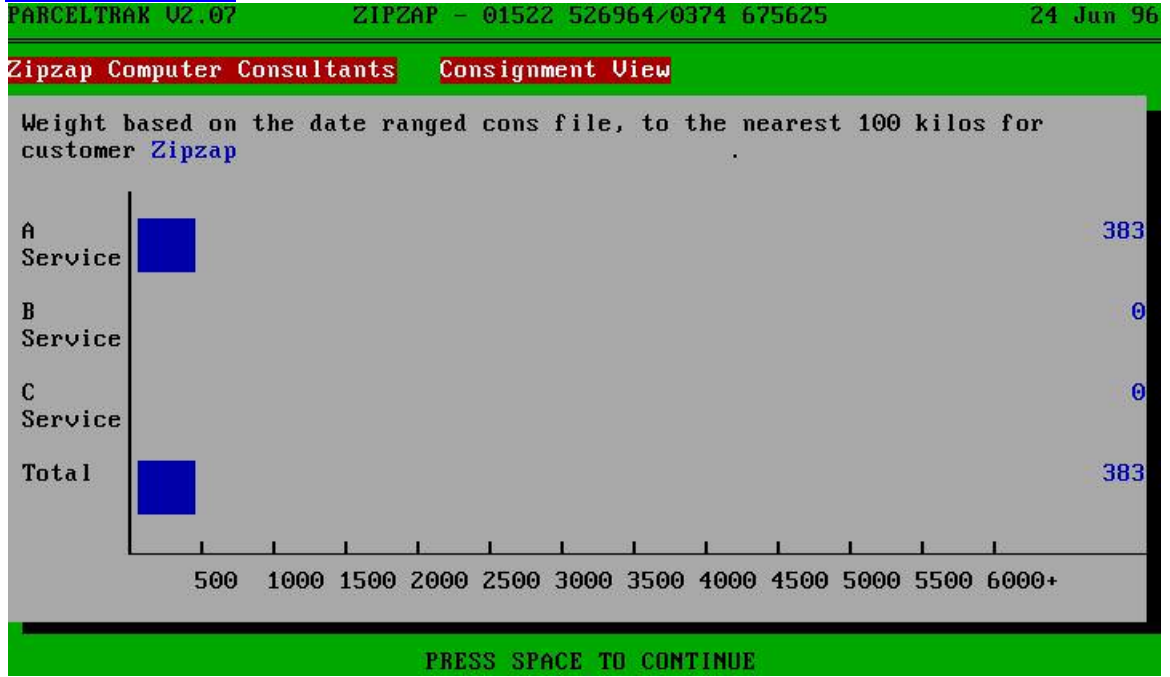 PARCELTRAK V2.07 ZIPZAP - 01522 526964/0374 675625 24 Jun 96
Zipzap Computer Consultants Consignment View
Weight based on the date ranged cons file, to the nearest 100 kilos for
customer Zipzap .
A 383
Service
B 0
Service
C 0
Service
Total 383
500 1000 1500 2000 2500 3000 3500 4000 4500 5000 5500 6000+
PRESS SPACE TO CONTINUE